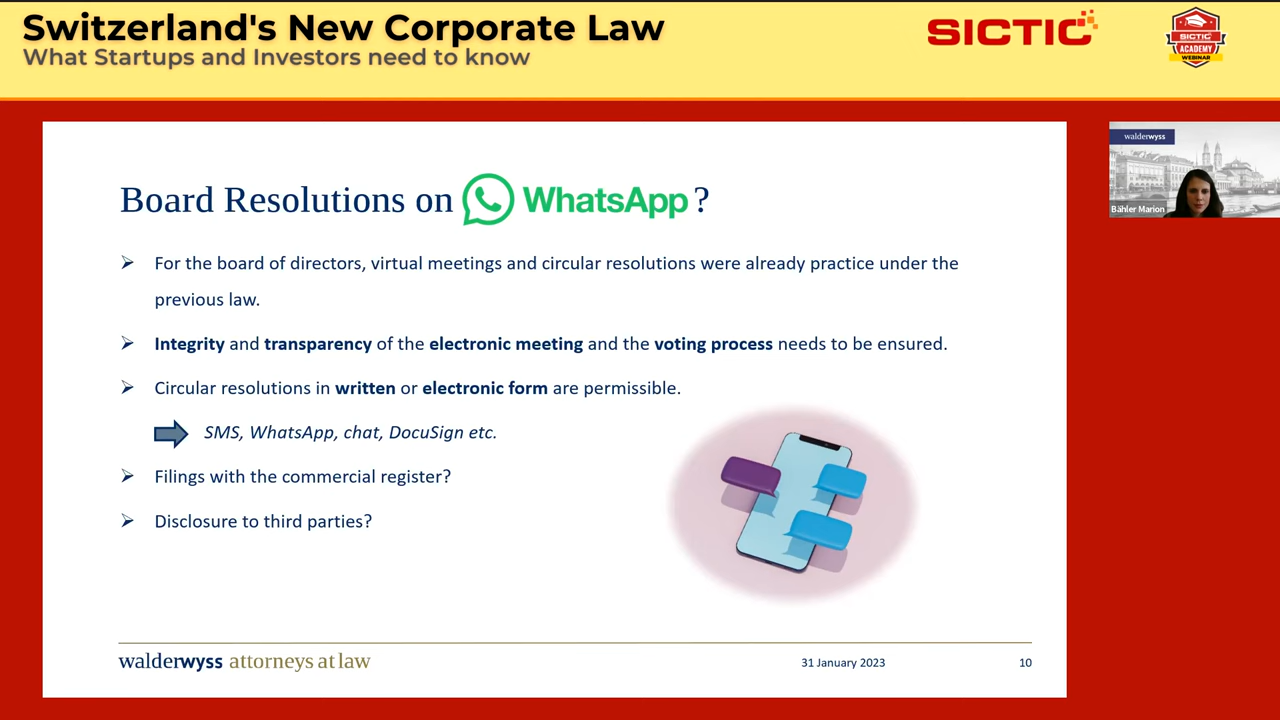 Switzerland's New Corporate Law
What Startups and Investors need to know
SICTIC
SICTIC
ACADEMY
WEBINAR
walderwyss
Bähler Marion
Board Resolutions on WhatsApp?
➢ For the board of directors, virtual meetings and circular resolutions were already practice under the
previous law.
➢ Integrity and transparency of the electronic meeting and the voting process needs to be ensured.
➢ Circular resolutions in written or electronic form are permissible.
SMS, WhatsApp, chat, DocuSign etc.
➢ Filings with the commercial register?
➢ Disclosure to third parties?
walderwyss attorneys at law
31 January 2023
10